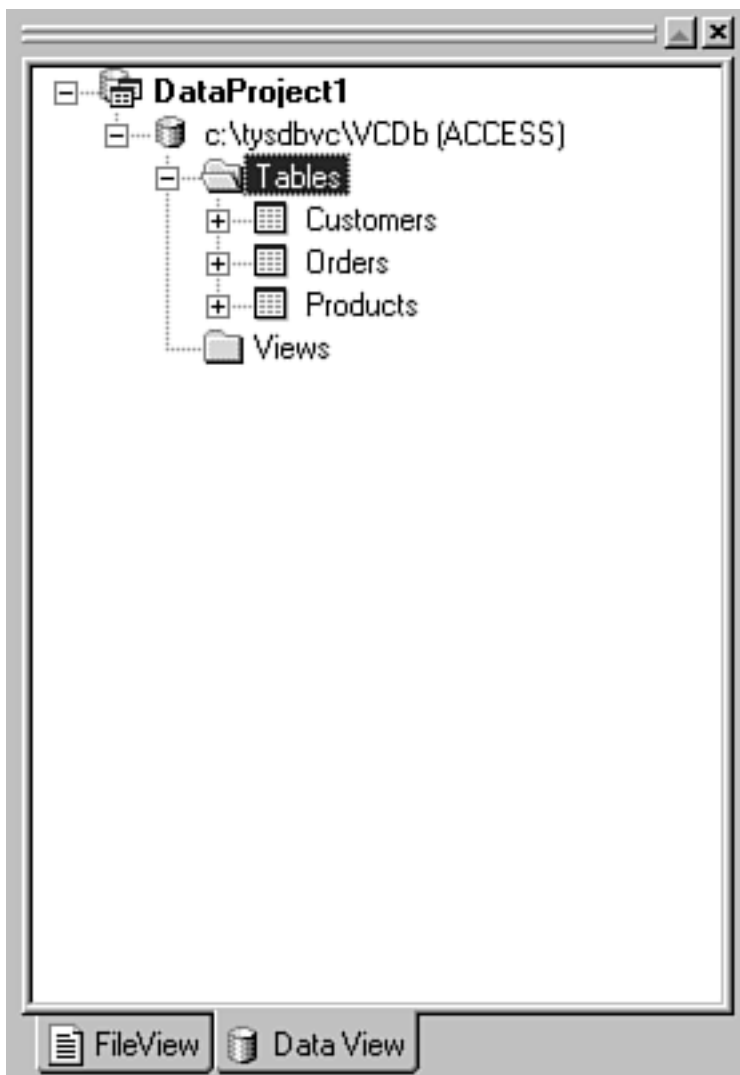 DataProject1
c:\tysdbvc\VCDb (ACCESS)
Tables
Customers
Orders
Products
Views
FileView
Data View